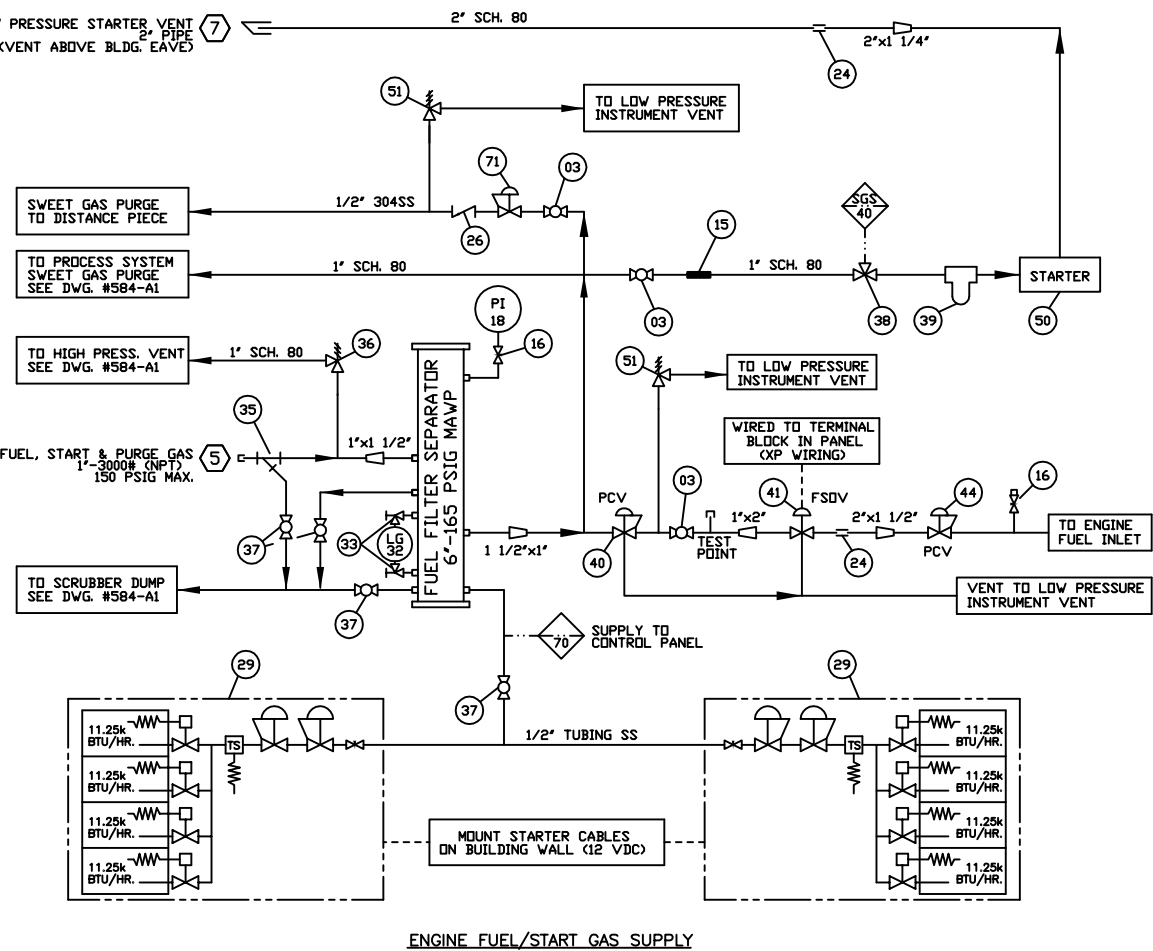 PRESSURE STARTER VENT
2" PIPE
(VENT ABOVE BLDG. EAVE)
7
2" SCH. 80
2"x1 1/4"
24
51
TO LOW PRESSURE
INSTRUMENT VENT
71
03
SWEET GAS PURGE
TO DISTANCE PIECE
1/2" 304SS
26
SGS
40
15
TO PROCESS SYSTEM
SWEET GAS PURGE
SEE DWG. #584-A1
1" SCH. 80
1" SCH. 80
STARTER
03
38
39
50
PI
18
16
TO HIGH PRESS. VENT
SEE DWG. #584-A1
1" SCH. 80
36
51
TO LOW PRESSURE
INSTRUMENT VENT
35
FUEL FILTER SEPARATOR
6"-165 PSIG MAWP
FUEL, START & PURGE GAS
1"-3000# (NPT)
150 PSIG MAX.
5
1"x1 1/2"
WIRED TO TERMINAL
BLOCK IN PANEL
(XP WIRING)
PCV
03
41
FSDV
44
16
37
33
LG
32
1 1/2"x1"
40
TEST
POINT
1"x2"
24
2"x1 1/2"
PCV
TO ENGINE
FUEL INLET
TO SCRUBBER DUMP
SEE DWG. #584-A1
37
VENT TO LOW PRESSURE
INSTRUMENT VENT
70
SUPPLY TO
CONTROL PANEL
29
37
29
11.25k
BTU/HR.
11.25k
BTU/HR.
11.25k
BTU/HR.
11.25k
BTU/HR.
TS
1/2" TUBING SS
TS
11.25k
BTU/HR.
11.25k
BTU/HR.
11.25k
BTU/HR.
11.25k
BTU/HR.
MOUNT STARTER CABLES
ON BUILDING WALL (12 VDC)
ENGINE FUEL/START GAS SUPPLY